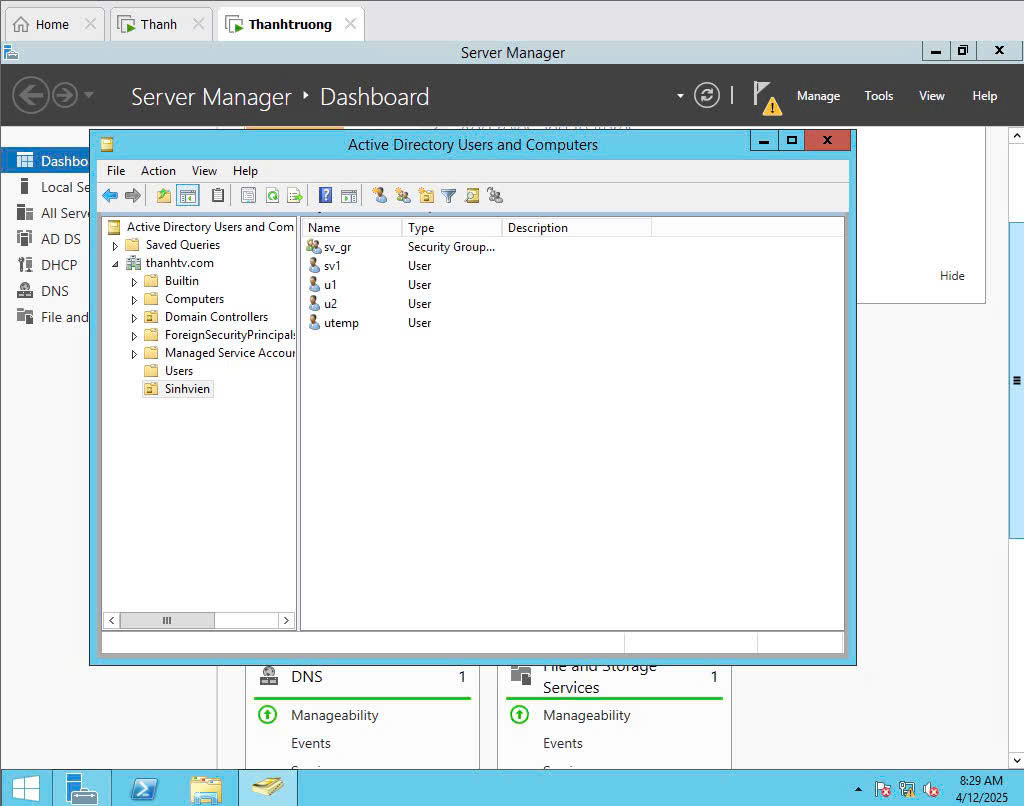 Home
Thanh
Thanhtruong
Server Manager
Server Manager
Dashboard
Manage
Tools
View
Help
Dashbo
Local Se
All Serve
AD DS
DHCP
DNS
File and
Hide
Active Directory Users and Computers
File
Action
View
Help
Active Directory Users and Com
Saved Queries
thanhtv.com
Builtin
Computers
Domain Controllers
ForeignSecurityPrincipals
Managed Service Accour
Users
Sinhvien
Name Type Description
sv_gr Security Group...
sv1 User
u1 User
u2 User
utemp User
DNS 1
Manageability
Events
File and Storage 1
Services
Manageability
Events
8:29 AM
4/12/2025